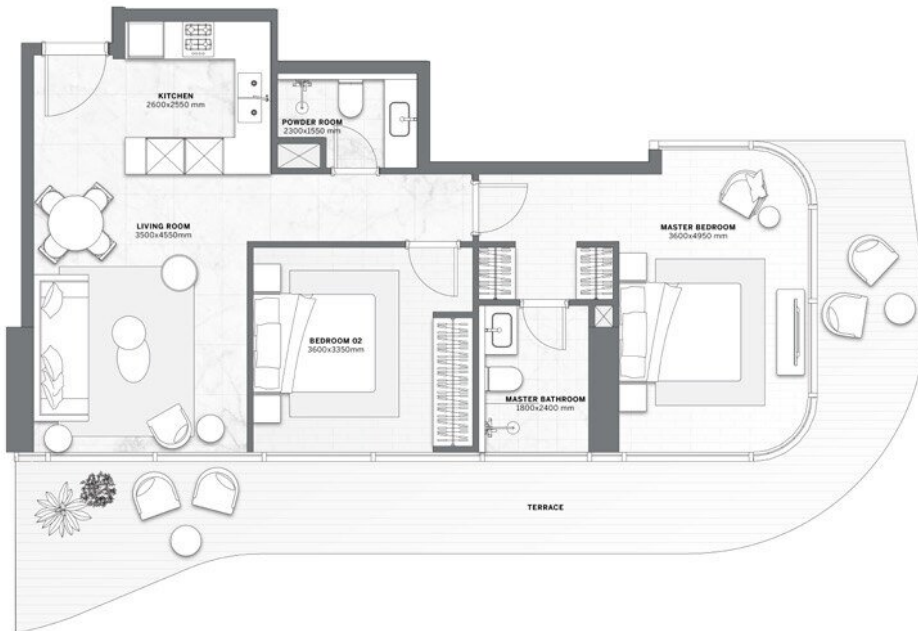 KITCHEN
2600x2550 mm
POWDER ROOM
2300x1550 mm
LIVING ROOM
3500x4550mm
MASTER BEDROOM
3600x4950 mm
BEDROOM 02
3600x3350mm
MASTER BATHROOM
1800x2400 mm
TERRACE